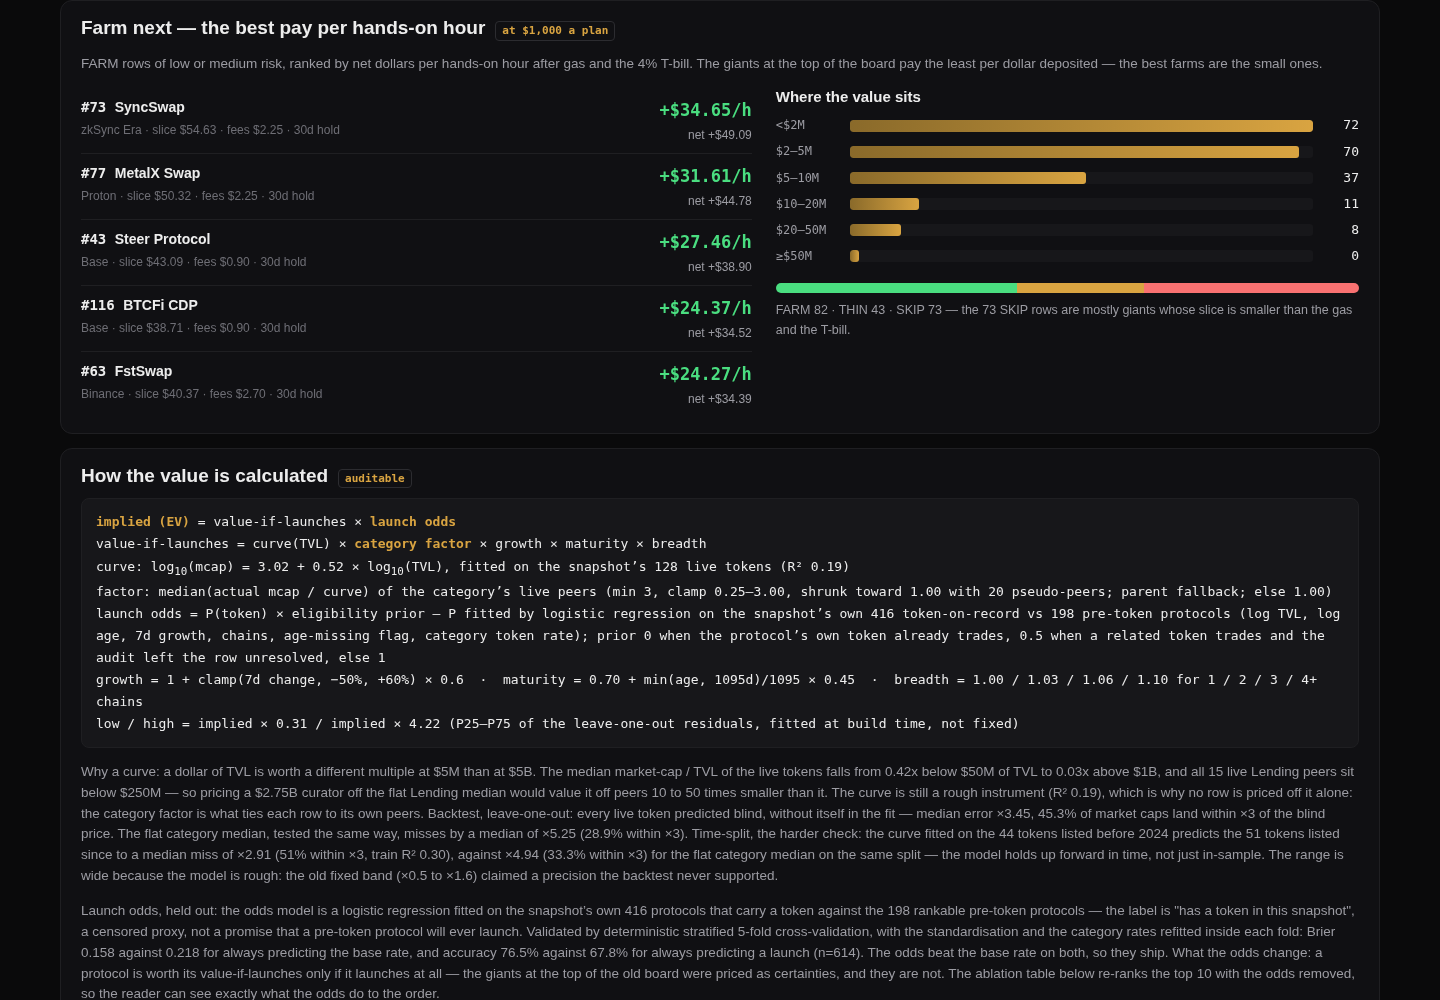 Farm next — the best pay per hands-on hour at $1,000 a plan
FARM rows of low or medium risk, ranked by net dollars per hands-on hour after gas and the 4% T-bill. The giants at the top of the board pay the least per dollar deposited — the best farms are the small ones.
#73 SyncSwap +$34.65/h
zkSync Era · slice $54.63 · fees $2.25 · 30d hold net +$49.09
#77 MetalX Swap +$31.61/h
Proton · slice $50.32 · fees $2.25 · 30d hold net +$44.78
#43 Steer Protocol +$27.46/h
Base · slice $43.09 · fees $0.90 · 30d hold net +$38.90
#116 BTCFi CDP +$24.37/h
Base · slice $38.71 · fees $0.90 · 30d hold net +$34.52
#63 FstSwap +$24.27/h
Binance · slice $40.37 · fees $2.70 · 30d hold net +$34.39
Where the value sits
<$2M 72
$2–5M 70
$5–10M 37
$10–20M 11
$20–50M 8
≥$50M 0
FARM 82 · THIN 43 · SKIP 73 — the 73 SKIP rows are mostly giants whose slice is smaller than the gas
and the T-bill.
How the value is calculated auditable
implied (EV) = value-if-launches × launch odds
value-if-launches = curve(TVL) × category factor × growth × maturity × breadth
curve: log10(mcap) = 3.02 + 0.52 × log10(TVL), fitted on the snapshot’s 128 live tokens (R² 0.19)
factor: median(actual mcap / curve) of the category’s live peers (min 3, clamp 0.25–3.00, shrunk toward 1.00 with 20 pseudo-peers; parent fallback; else 1.00)
launch odds = P(token) × eligibility prior — P fitted by logistic regression on the snapshot’s own 416 token-on-record vs 198 pre-token protocols (log TVL, log
age, 7d growth, chains, age-missing flag, category token rate); prior 0 when the protocol’s own token already trades, 0.5 when a related token trades and the
audit left the row unresolved, else 1
growth = 1 + clamp(7d change, −50%, +60%) × 0.6 · maturity = 0.70 + min(age, 1095d)/1095 × 0.45 · breadth = 1.00 / 1.03 / 1.06 / 1.10 for 1 / 2 / 3 / 4+
chains
low / high = implied × 0.31 / implied × 4.22 (P25–P75 of the leave-one-out residuals, fitted at build time, not fixed)
Why a curve: a dollar of TVL is worth a different multiple at $5M than at $5B. The median market-cap / TVL of the live tokens falls from 0.42x below $50M of TVL to 0.03x above $1B, and all 15 live Lending peers sit
below $250M — so pricing a $2.75B curator off the flat Lending median would value it off peers 10 to 50 times smaller than it. The curve is still a rough instrument (R² 0.19), which is why no row is priced off it alone:
the category factor is what ties each row to its own peers. Backtest, leave-one-out: every live token predicted blind, without itself in the fit — median error ×3.45, 45.3% of market caps land within ×3 of the blind
price. The flat category median, tested the same way, misses by a median of ×5.25 (28.9% within ×3). Time-split, the harder check: the curve fitted on the 44 tokens listed before 2024 predicts the 51 tokens listed
since to a median miss of ×2.91 (51% within ×3, train R² 0.30), against ×4.94 (33.3% within ×3) for the flat category median on the same split — the model holds up forward in time, not just in-sample. The range is
wide because the model is rough: the old fixed band (×0.5 to ×1.6) claimed a precision the backtest never supported.
Launch odds, held out: the odds model is a logistic regression fitted on the snapshot’s own 416 protocols that carry a token against the 198 rankable pre-token protocols — the label is "has a token in this snapshot",
a censored proxy, not a promise that a pre-token protocol will ever launch. Validated by deterministic stratified 5-fold cross-validation, with the standardisation and the category rates refitted inside each fold: Brier
0.158 against 0.218 for always predicting the base rate, and accuracy 76.5% against 67.8% for always predicting a launch (n=614). The odds beat the base rate on both, so they ship. What the odds change: a
protocol is worth its value-if-launches only if it launches at all — the giants at the top of the old board were priced as certainties, and they are not. The ablation table below re-ranks the top 10 with the odds removed,
so the reader can see exactly what the odds do to the order.